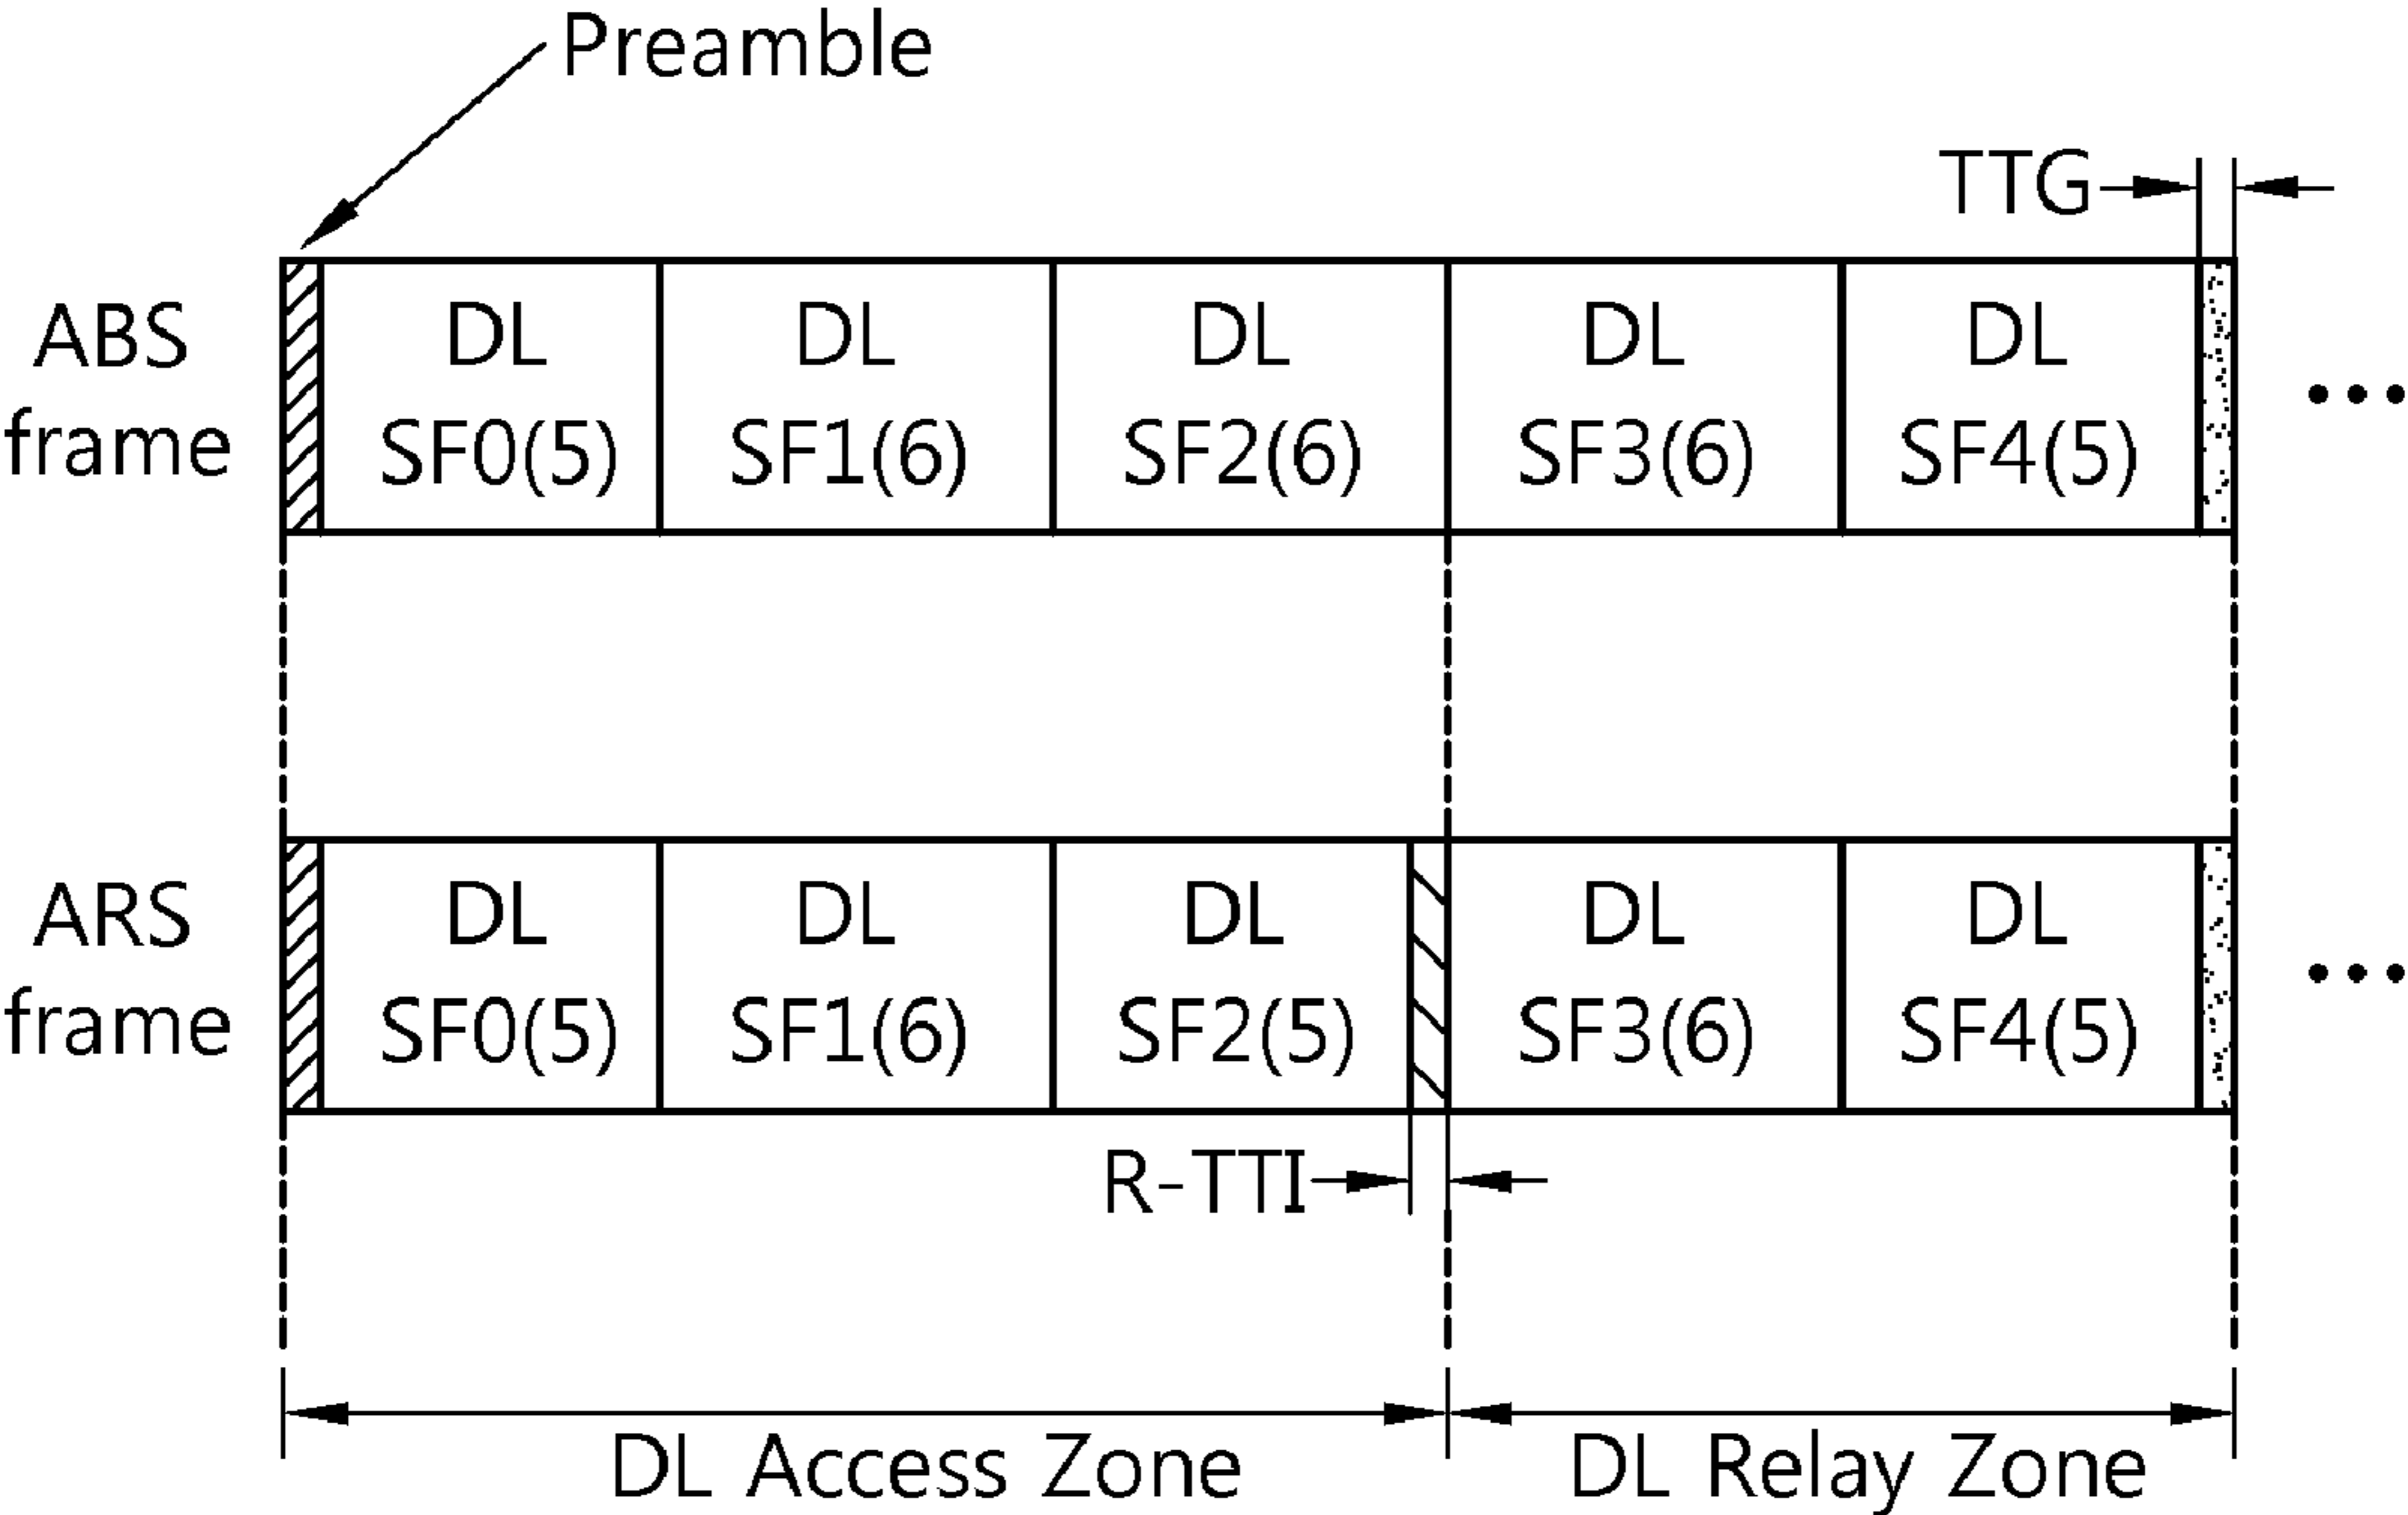 Preamble
TTG
ABS
frame
DL
SF0(5)
DL
SF1(6)
DL
SF2(6)
DL
SF3(6)
DL
SF4(5)
•••
ARS
frame
DL
SF0(5)
DL
SF1(6)
DL
SF2(5)
DL
SF3(6)
DL
SF4(5)
•••
R-TTI
DL Access Zone
DL Relay Zone